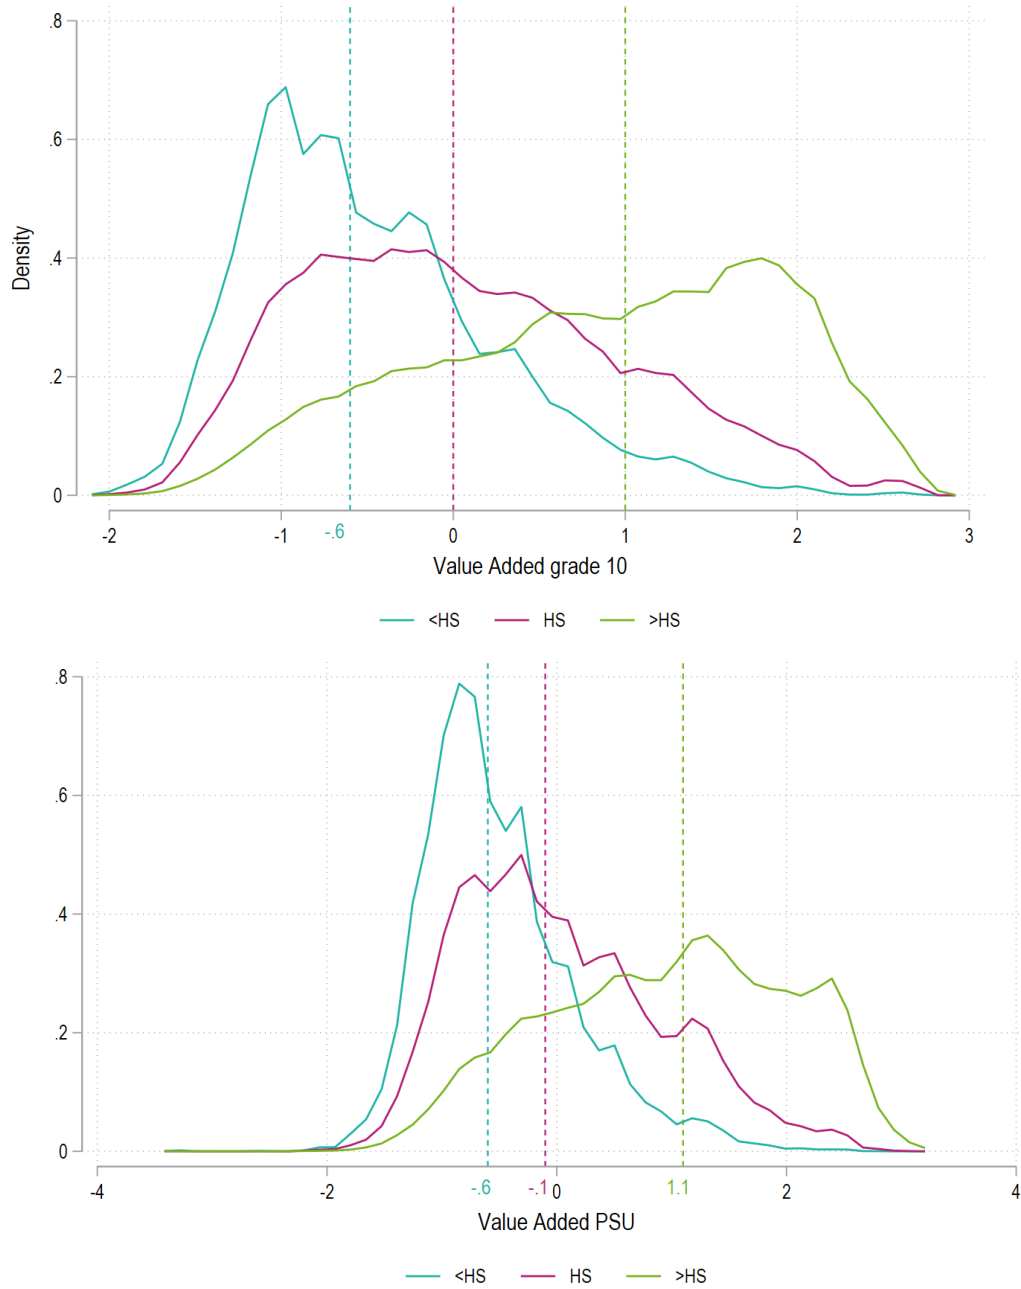 .8
.6
Density
.4
.2
0
-2 -1 -.6 0 1 2 3
Value Added grade 10
<HS HS >HS
.8
.6
.4
.2
0
-4 -2 -.6 -.1 0 1.1 2 4
Value Added PSU
<HS HS >HS